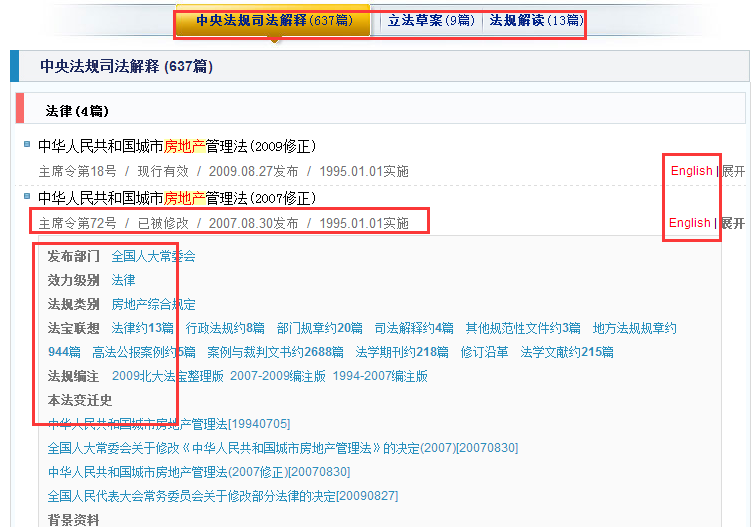 中央法规司法解释(637篇) 立法草案(9篇) 法规解读(13篇)
中央法规司法解释 (637篇)
法律(4篇)
中华人民共和国城市房地产管理法(2009修正)
主席令第18号 / 现行有效 / 2009.08.27发布 / 1995.01.01实施 English | 展开
中华人民共和国城市房地产管理法(2007修正)
主席令第72号 / 已被修改 / 2007.08.30发布 / 1995.01.01实施 English | 展开
发布部门 全国人大常委会
效力级别 法律
法规类别 房地产综合规定
法宝联想 法律约13篇 行政法规约8篇 部门规章约20篇 司法解释约4篇 其他规范性文件约3篇 地方法规规章约
944篇 高法公报案例约5篇 案例与裁判文书约2688篇 法学期刊约218篇 修订沿革 法学文献约215篇
法规编注 2009北大法宝整理版 2007-2009编注版 1994-2007编注版
本法变迁史
中华人民共和国城市房地产管理法[19940705]
全国人大常委会关于修改《中华人民共和国城市房地产管理法》的决定(2007)[20070830]
中华人民共和国城市房地产管理法(2007修正)[20070830]
全国人民代表大会常务委员会关于修改部分法律的决定[20090827]
背景资料